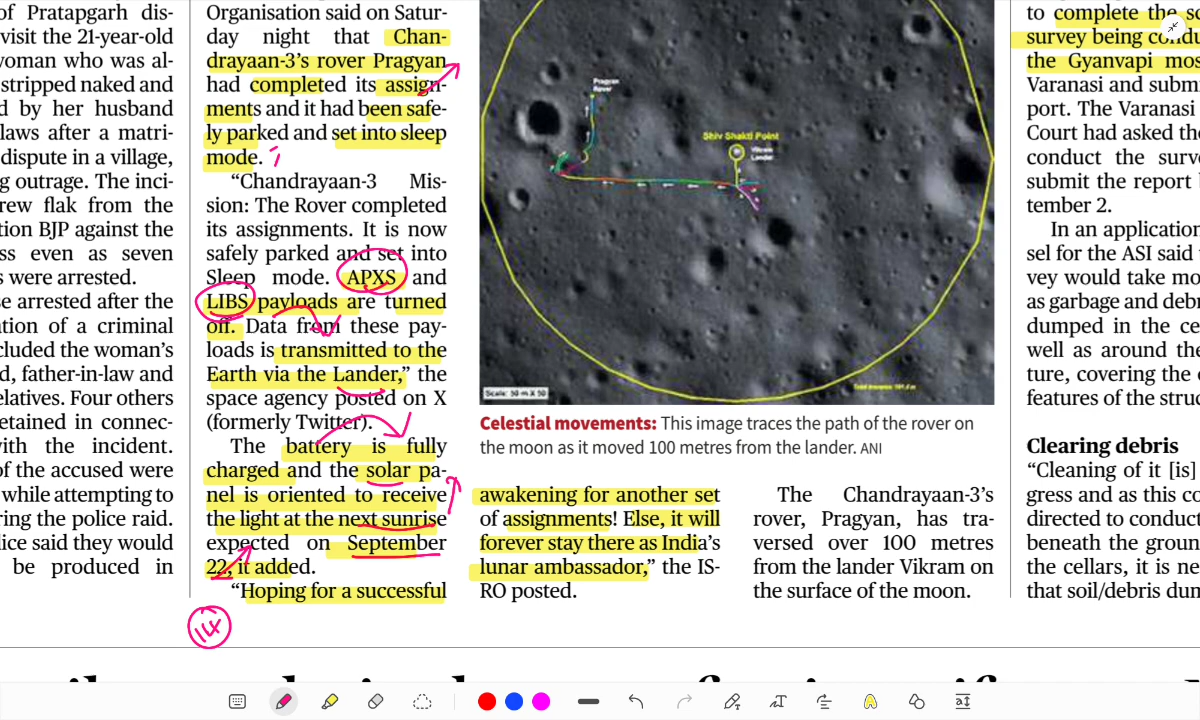 of Pratapgarh dis-
visit the 21-year-old
woman who was al-
stripped naked and
d by her husband
laws after a matri-
dispute in a village,
g outrage. The inci-
rew flak from the
tion BJP against the
ss even as seven
s were arrested.
se arrested after the
ation of a criminal
cluded the woman's
d, father-in-law and
elatives. Four others
etained in connec-
with the incident.
of the accused were
while attempting to
ring the police raid.
lice said they would
be produced in
Organisation said on Satur-
day night that Chan-
drayaan-3's rover Pragyan
had completed its assign-
ments and it had been safe-
ly parked and set into sleep
mode.
“Chandrayaan-3 Mis-
sion: The Rover completed
its assignments. It is now
safely parked and set into
Sleep mode. APXS and
LIBS payloads are turned
off. Data from these pay-
loads is transmitted to the
Earth via the Lander,” the
space agency posted on X
(formerly Twitter).
The battery is fully
charged and the solar pa-
nel is oriented to receive
the light at the next sunrise
expected on September
22, it added.
“Hoping for a successful
14
Pragyan
Rover
Shiv Shakti Point
Vikram
Lander
Scale: 50 m X 50
Celestial movements: This image traces the path of the rover on
the moon as it moved 100 metres from the lander. ANI
awakening for another set
of assignments! Else, it will
forever stay there as India's
lunar ambassador,” the IS-
RO posted.
The Chandrayaan-3's
rover, Pragyan, has tra-
versed over 100 metres
from the lander Vikram on
the surface of the moon.
to complete the sc
survey being condu
the Gyanvapi mos
Varanasi and submi
port. The Varanasi
Court had asked the
conduct the surve
submit the report b
tember 2.
In an application
sel for the ASI said t
vey would take mo
as garbage and debr
dumped in the ce
well as around the
ture, covering the o
features of the struc
Clearing debris
“Cleaning of it [is]
gress and as this co
directed to conduct
beneath the groun
the cellars, it is ne
that soil/debris dun